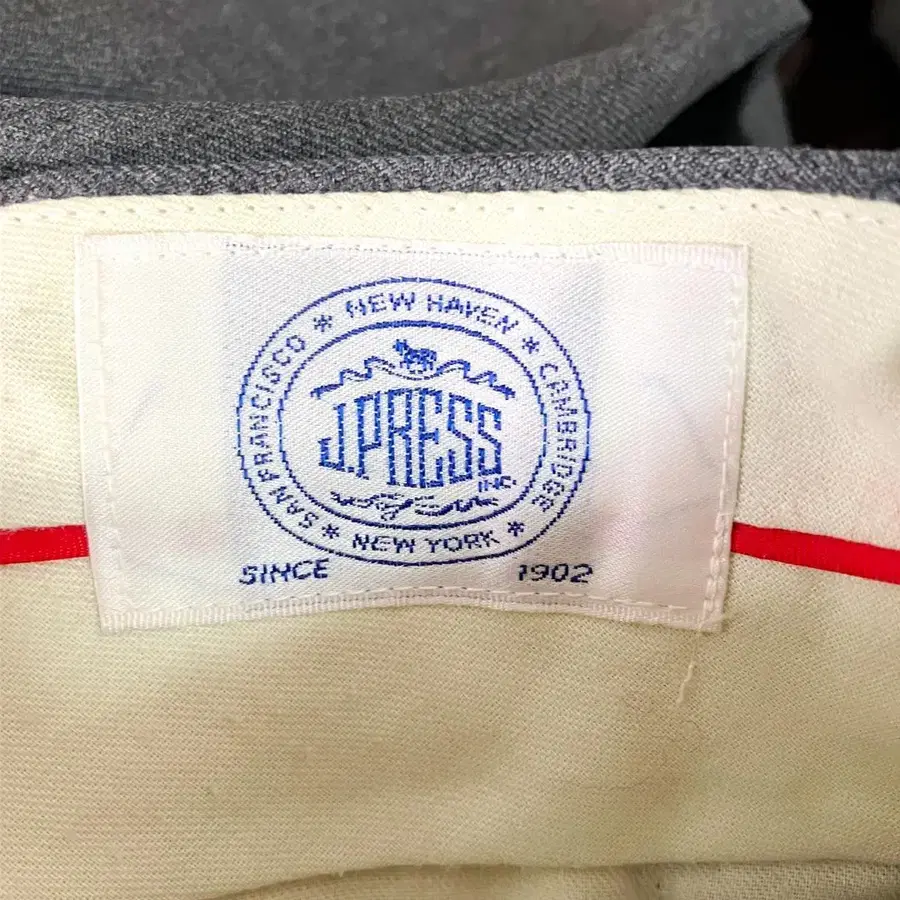 SAN FRANCISCO * NEW HAVEN * CAMBRIDGE * NEW YORK *
J.PRESS
INC.
SINCE 1902